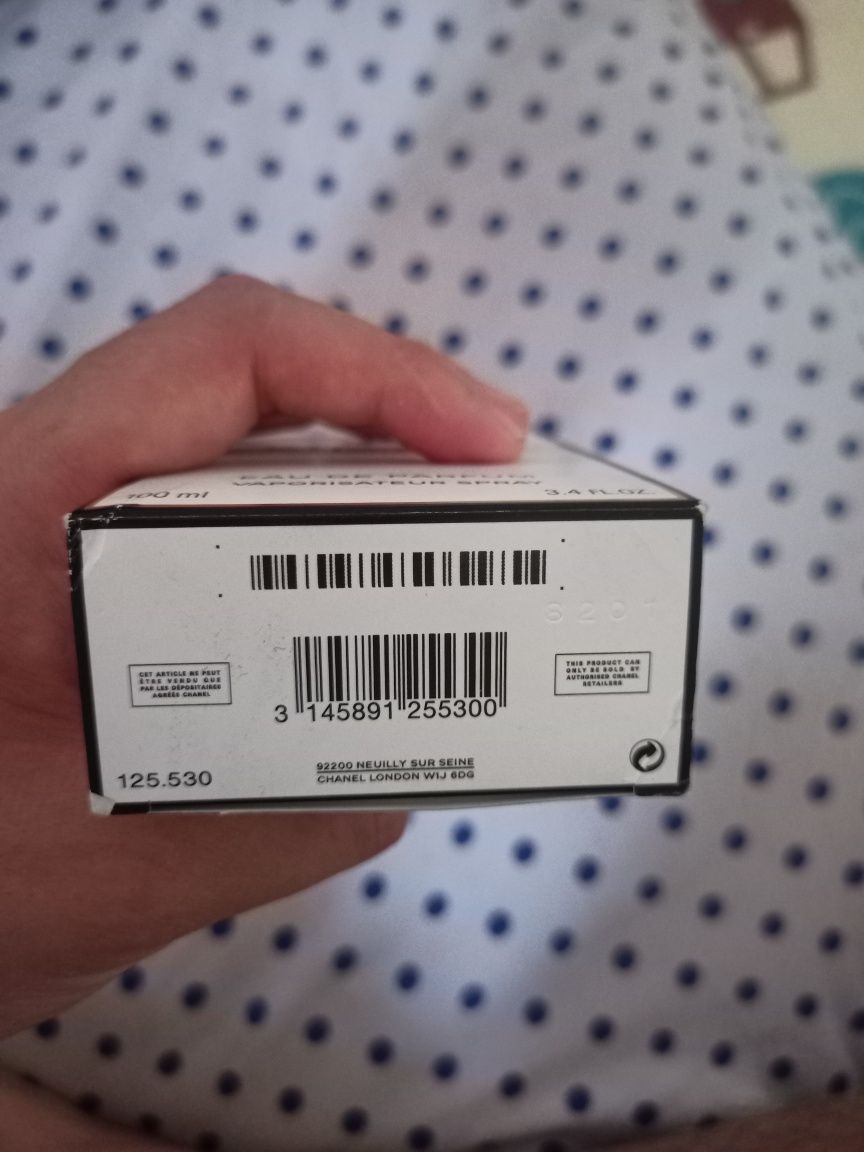 EAU DE PARFUM
VAPORISATEUR SPRAY
100 ml
3.4 FL.OZ.
CET ARTICLE NE PEUT
ÊTRE VENDU QUE
PAR LES DÉPOSITAIRES
AGRÉÉS CHANEL
THIS PRODUCT CAN
ONLY BE SOLD BY
AUTHORISED CHANEL
RETAILERS
3 145891 255300
125.530
92200 NEUILLY SUR SEINE
CHANEL LONDON W1J 6DG